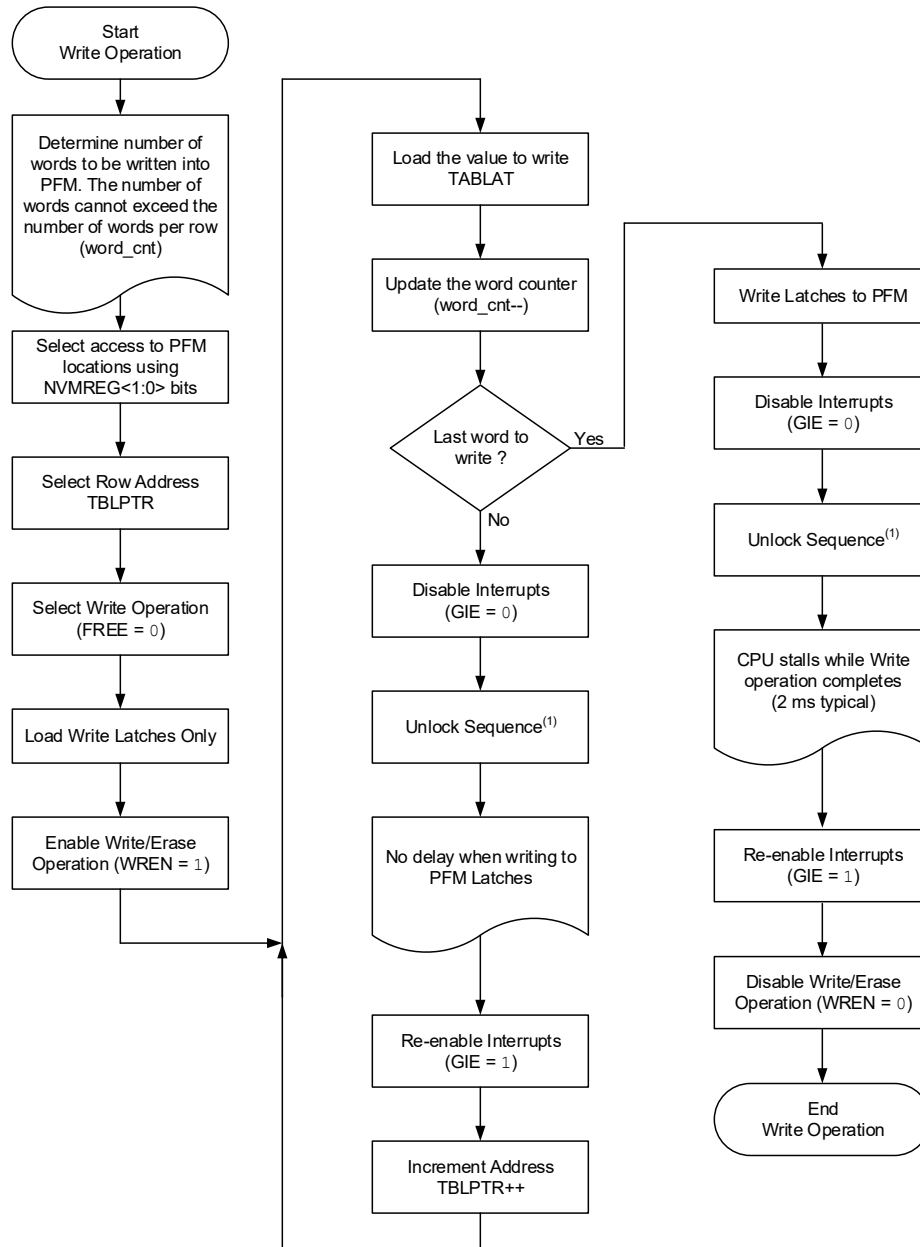 Start
Write Operation
Determine number of
words to be written into
PFM. The number of
words cannot exceed the
number of words per row
(word_cnt)
Select access to PFM
locations using
NVMREG<1:0> bits
Select Row Address
TBLPTR
Select Write Operation
(FREE = 0)
Load Write Latches Only
Enable Write/Erase
Operation (WREN = 1)
Load the value to write
TABLAT
Update the word counter
(word_cnt--)
Last word to
write ?
Yes
No
Disable Interrupts
(GIE = 0)
Unlock Sequence(1)
No delay when writing to
PFM Latches
Re-enable Interrupts
(GIE = 1)
Increment Address
TBLPTR++
Write Latches to PFM
Disable Interrupts
(GIE = 0)
Unlock Sequence(1)
CPU stalls while Write
operation completes
(2 ms typical)
Re-enable Interrupts
(GIE = 1)
Disable Write/Erase
Operation (WREN = 0)
End
Write Operation